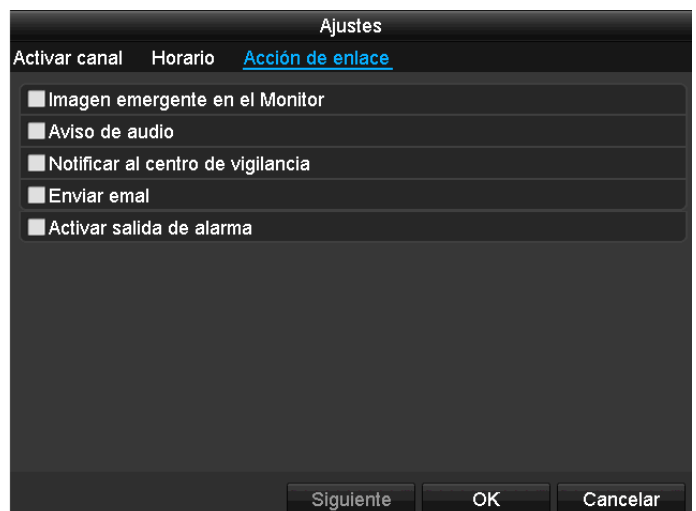 Ajustes
Activar canal Horario Acción de enlace
Imagen emergente en el Monitor
Aviso de audio
Notificar al centro de vigilancia
Enviar emal
Activar salida de alarma
Siguiente OK Cancelar